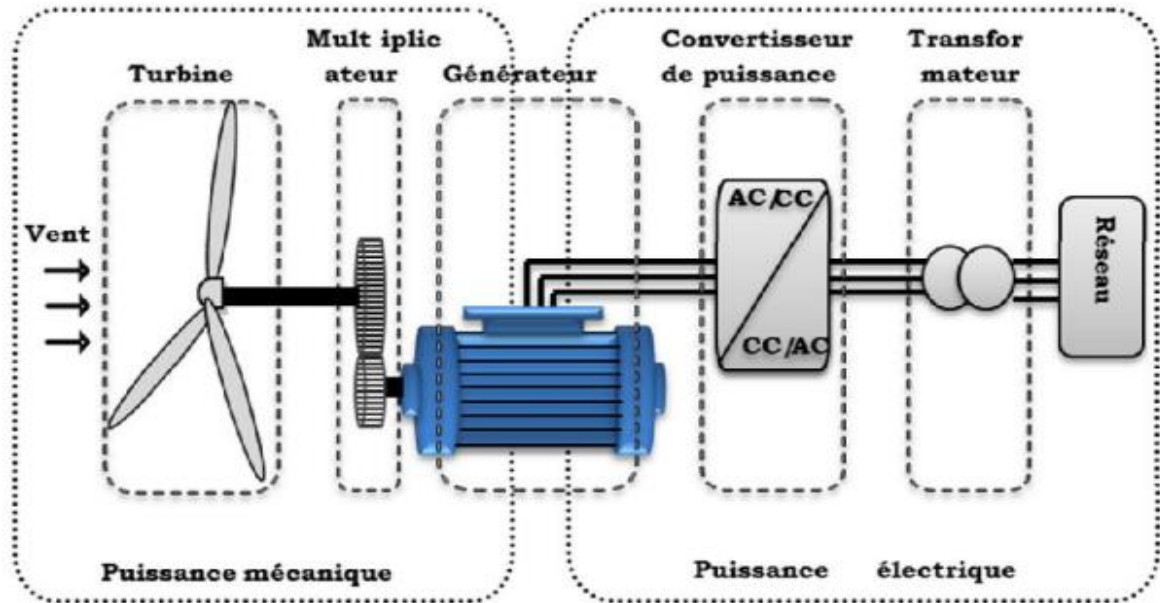 Mult iplic
ateur
Convertisseur
de puissance
Transfor
mateur
Turbine
Générateur
Vent
AC/CC
CC/AC
Réseau
Puissance mécanique
Puissance électrique